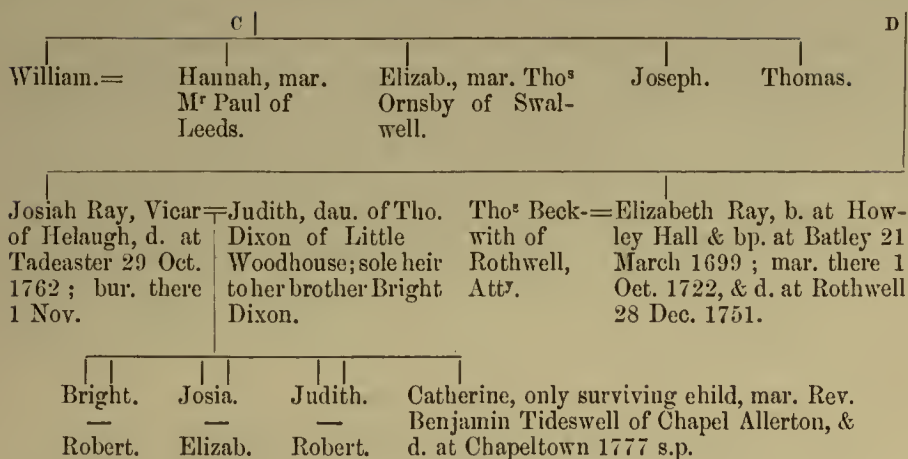 C D
William.= Hannah, mar. Elizab., mar. Thoˢ Joseph. Thomas.
Mʳ Paul of Ornsby of Swal-
Leeds. well.
Josiah Ray, Vicar=Judith, dau. of Tho. Thoˢ Beck-=Elizabeth Ray, b. at How-
of Helaugh, d. at Dixon of Little with of ley Hall & bp. at Batley 21
Tadcaster 29 Oct. Woodhouse; sole heir Rothwell, March 1699 ; mar. there 1
1762 ; bur. there to her brother Bright Attʸ. Oct. 1722, & d. at Rothwell
1 Nov. Dixon. 28 Dec. 1751.
Bright. Josia. Judith. Catherine, only surviving child, mar. Rev.
— — — Benjamin Tideswell of Chapel Allerton, &
Robert. Elizab. Robert. d. at Chapeltown 1777 s.p.